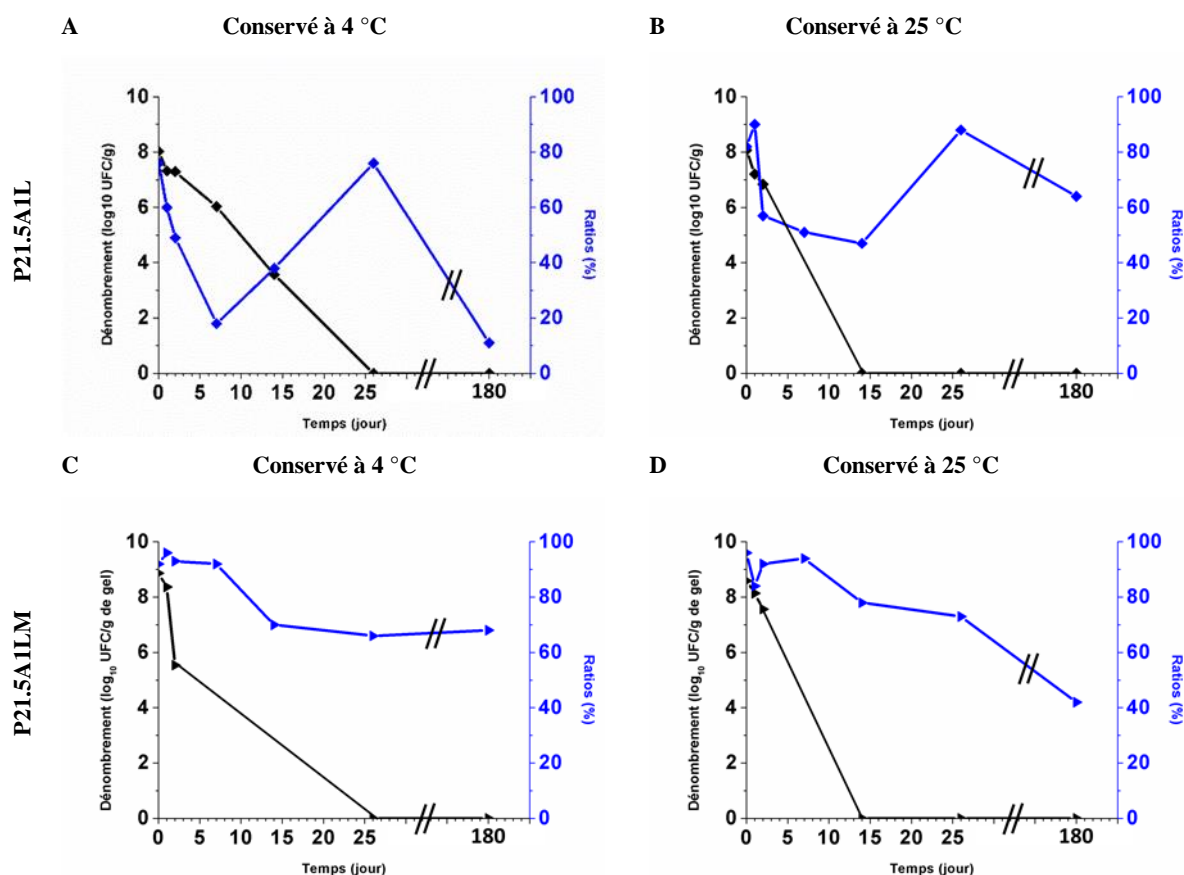 A Conservé à 4 °C
B Conservé à 25 °C
P21.5A1L
Dénombrement (log10 UFC/g)
10
8
6
4
2
0
100
80
60
40
20
0
Ratios (%)
0 5 10 15 20 25 180
Temps (jour)
Dénombrement (log10 UFC/g)
10
8
6
4
2
0
100
80
60
40
20
0
Ratios (%)
0 5 10 15 20 25 180
Temps (jour)
C Conservé à 4 °C
D Conservé à 25 °C
P21.5A1LM
Dénombrement (log₁₀ UFC/g de gel)
10
8
6
4
2
0
100
80
60
40
20
0
Ratios (%)
0 5 10 15 20 25 180
Temps (jour)
Dénombrement (log₁₀ UFC/g de gel)
10
8
6
4
2
0
100
80
60
40
20
0
Ratios (%)
0 5 10 15 20 25 180
Temps (jour)